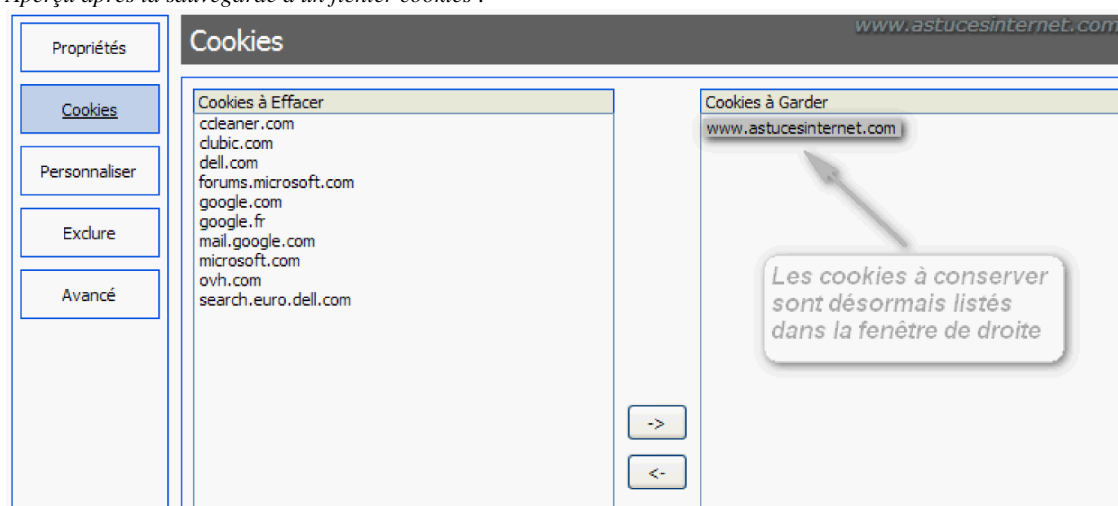 Aperçu après la sauvegarde d'un fichier cookies :
www.astucesinternet.com
Propriétés
Cookies
Personnaliser
Exclure
Avancé
Cookies
Cookies à Effacer
ccleaner.com
clubic.com
dell.com
forums.microsoft.com
google.com
google.fr
mail.google.com
microsoft.com
ovh.com
search.euro.dell.com
->
<-
Cookies à Garder
www.astucesinternet.com
Les cookies à conserver
sont désormais listés
dans la fenêtre de droite